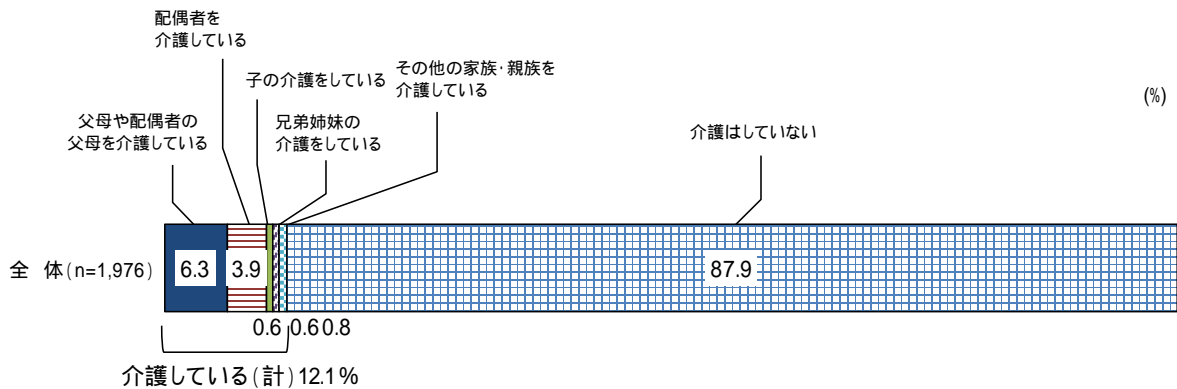 配偶者を
介護している
子の介護をしている
その他の家族・親族を
介護している
(%)
父母や配偶者の
父母を介護している
兄弟姉妹の
介護をしている
介護はしていない
全 体(n=1,976)
6.3
3.9
87.9
0.6
0.6
0.8
介護している(計)12.1%